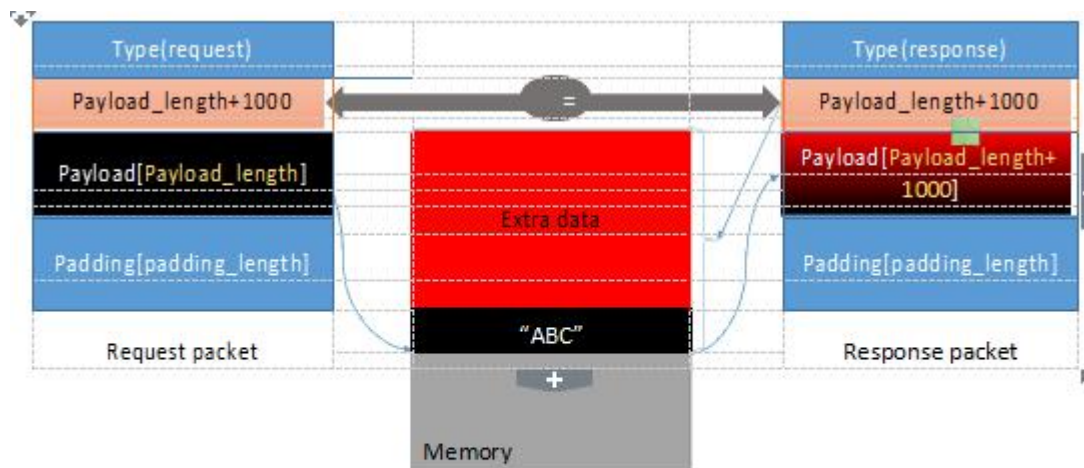 Type(request)
Payload_length+1000
Payload[Payload_length]
Padding[padding_length]
Request packet
=
Extra data
“ABC”
+
Memory
Type(response)
Payload_length+1000
Payload[Payload_length+
1000]
Padding[padding_length]
Response packet